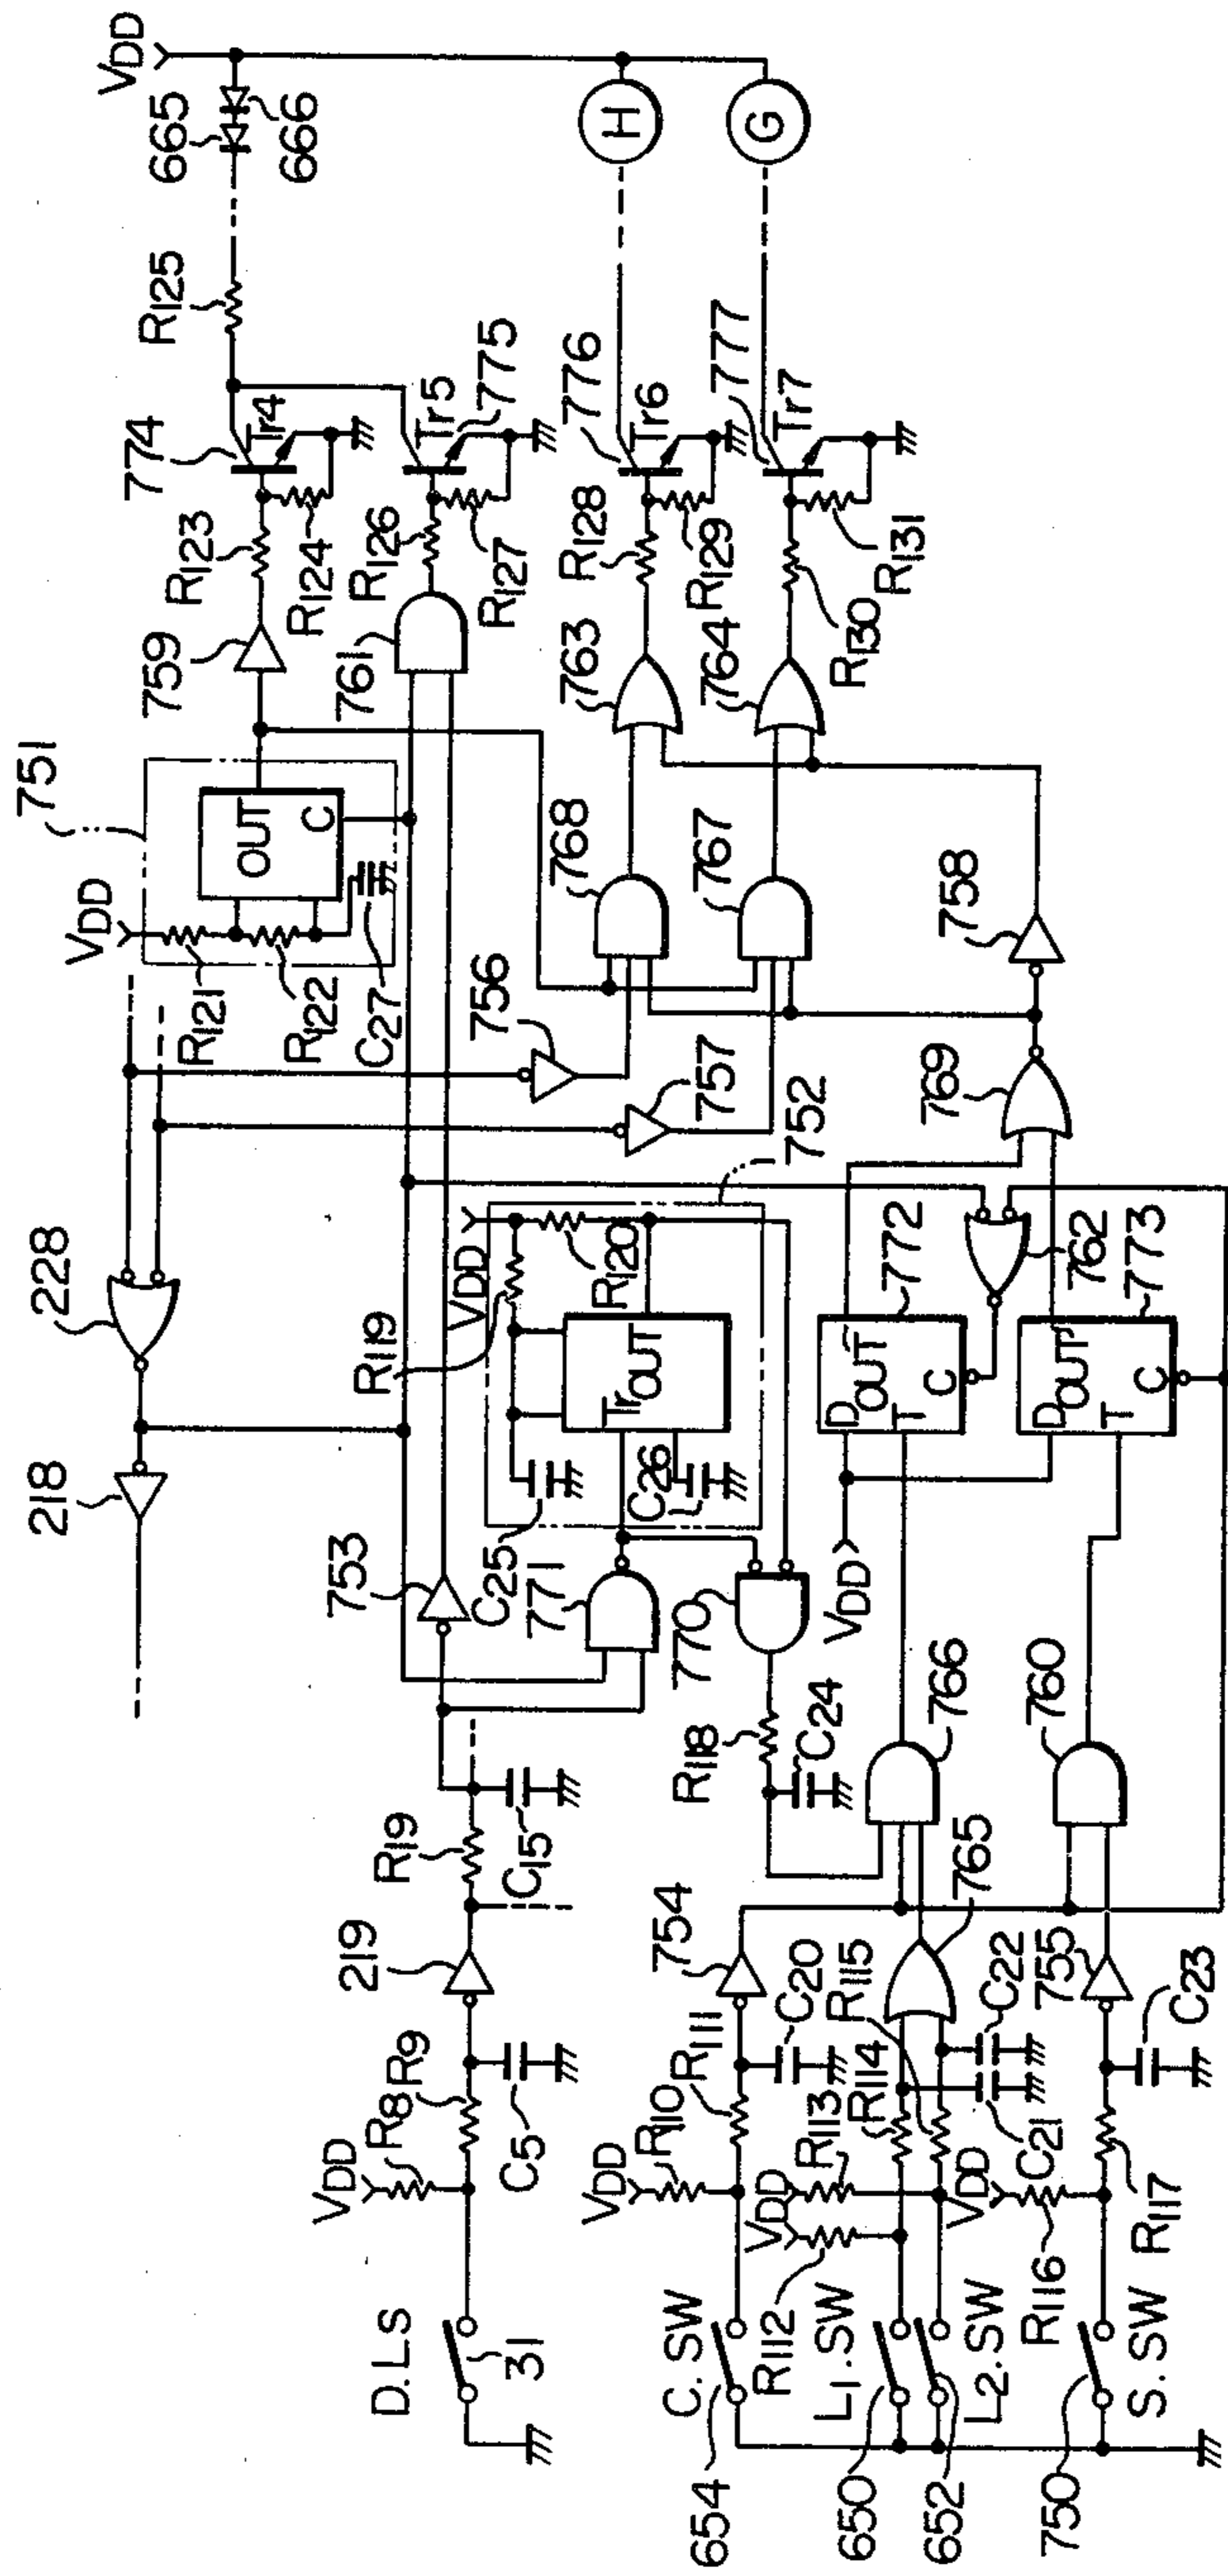 VDD
665
666
R125
774
Tr4
R123
R124
759
751
VDD
OUT
C
R121
R122
C27
228
218
H
G
775
Tr5
R126
R127
761
776
Tr6
R128
R129
763
777
Tr7
R130
R131
764
768
767
756
757
752
758
769
VDD
R119
R120
Tr
OUT
C25
C26
753
771
770
R118
C24
VDD
D
OUT
T
C
772
762
D
OUT
T
C
773
766
760
765
D.LS
31
VDD
R8
R9
C5
219
R19
C15
C.SW
654
VDD
R110
R111
C20
754
L1.SW
650
R112
VDD
VDD
R113
R114
R115
C21
C22
L2.SW
652
S.SW
750
VDD
R116
R117
755
C23